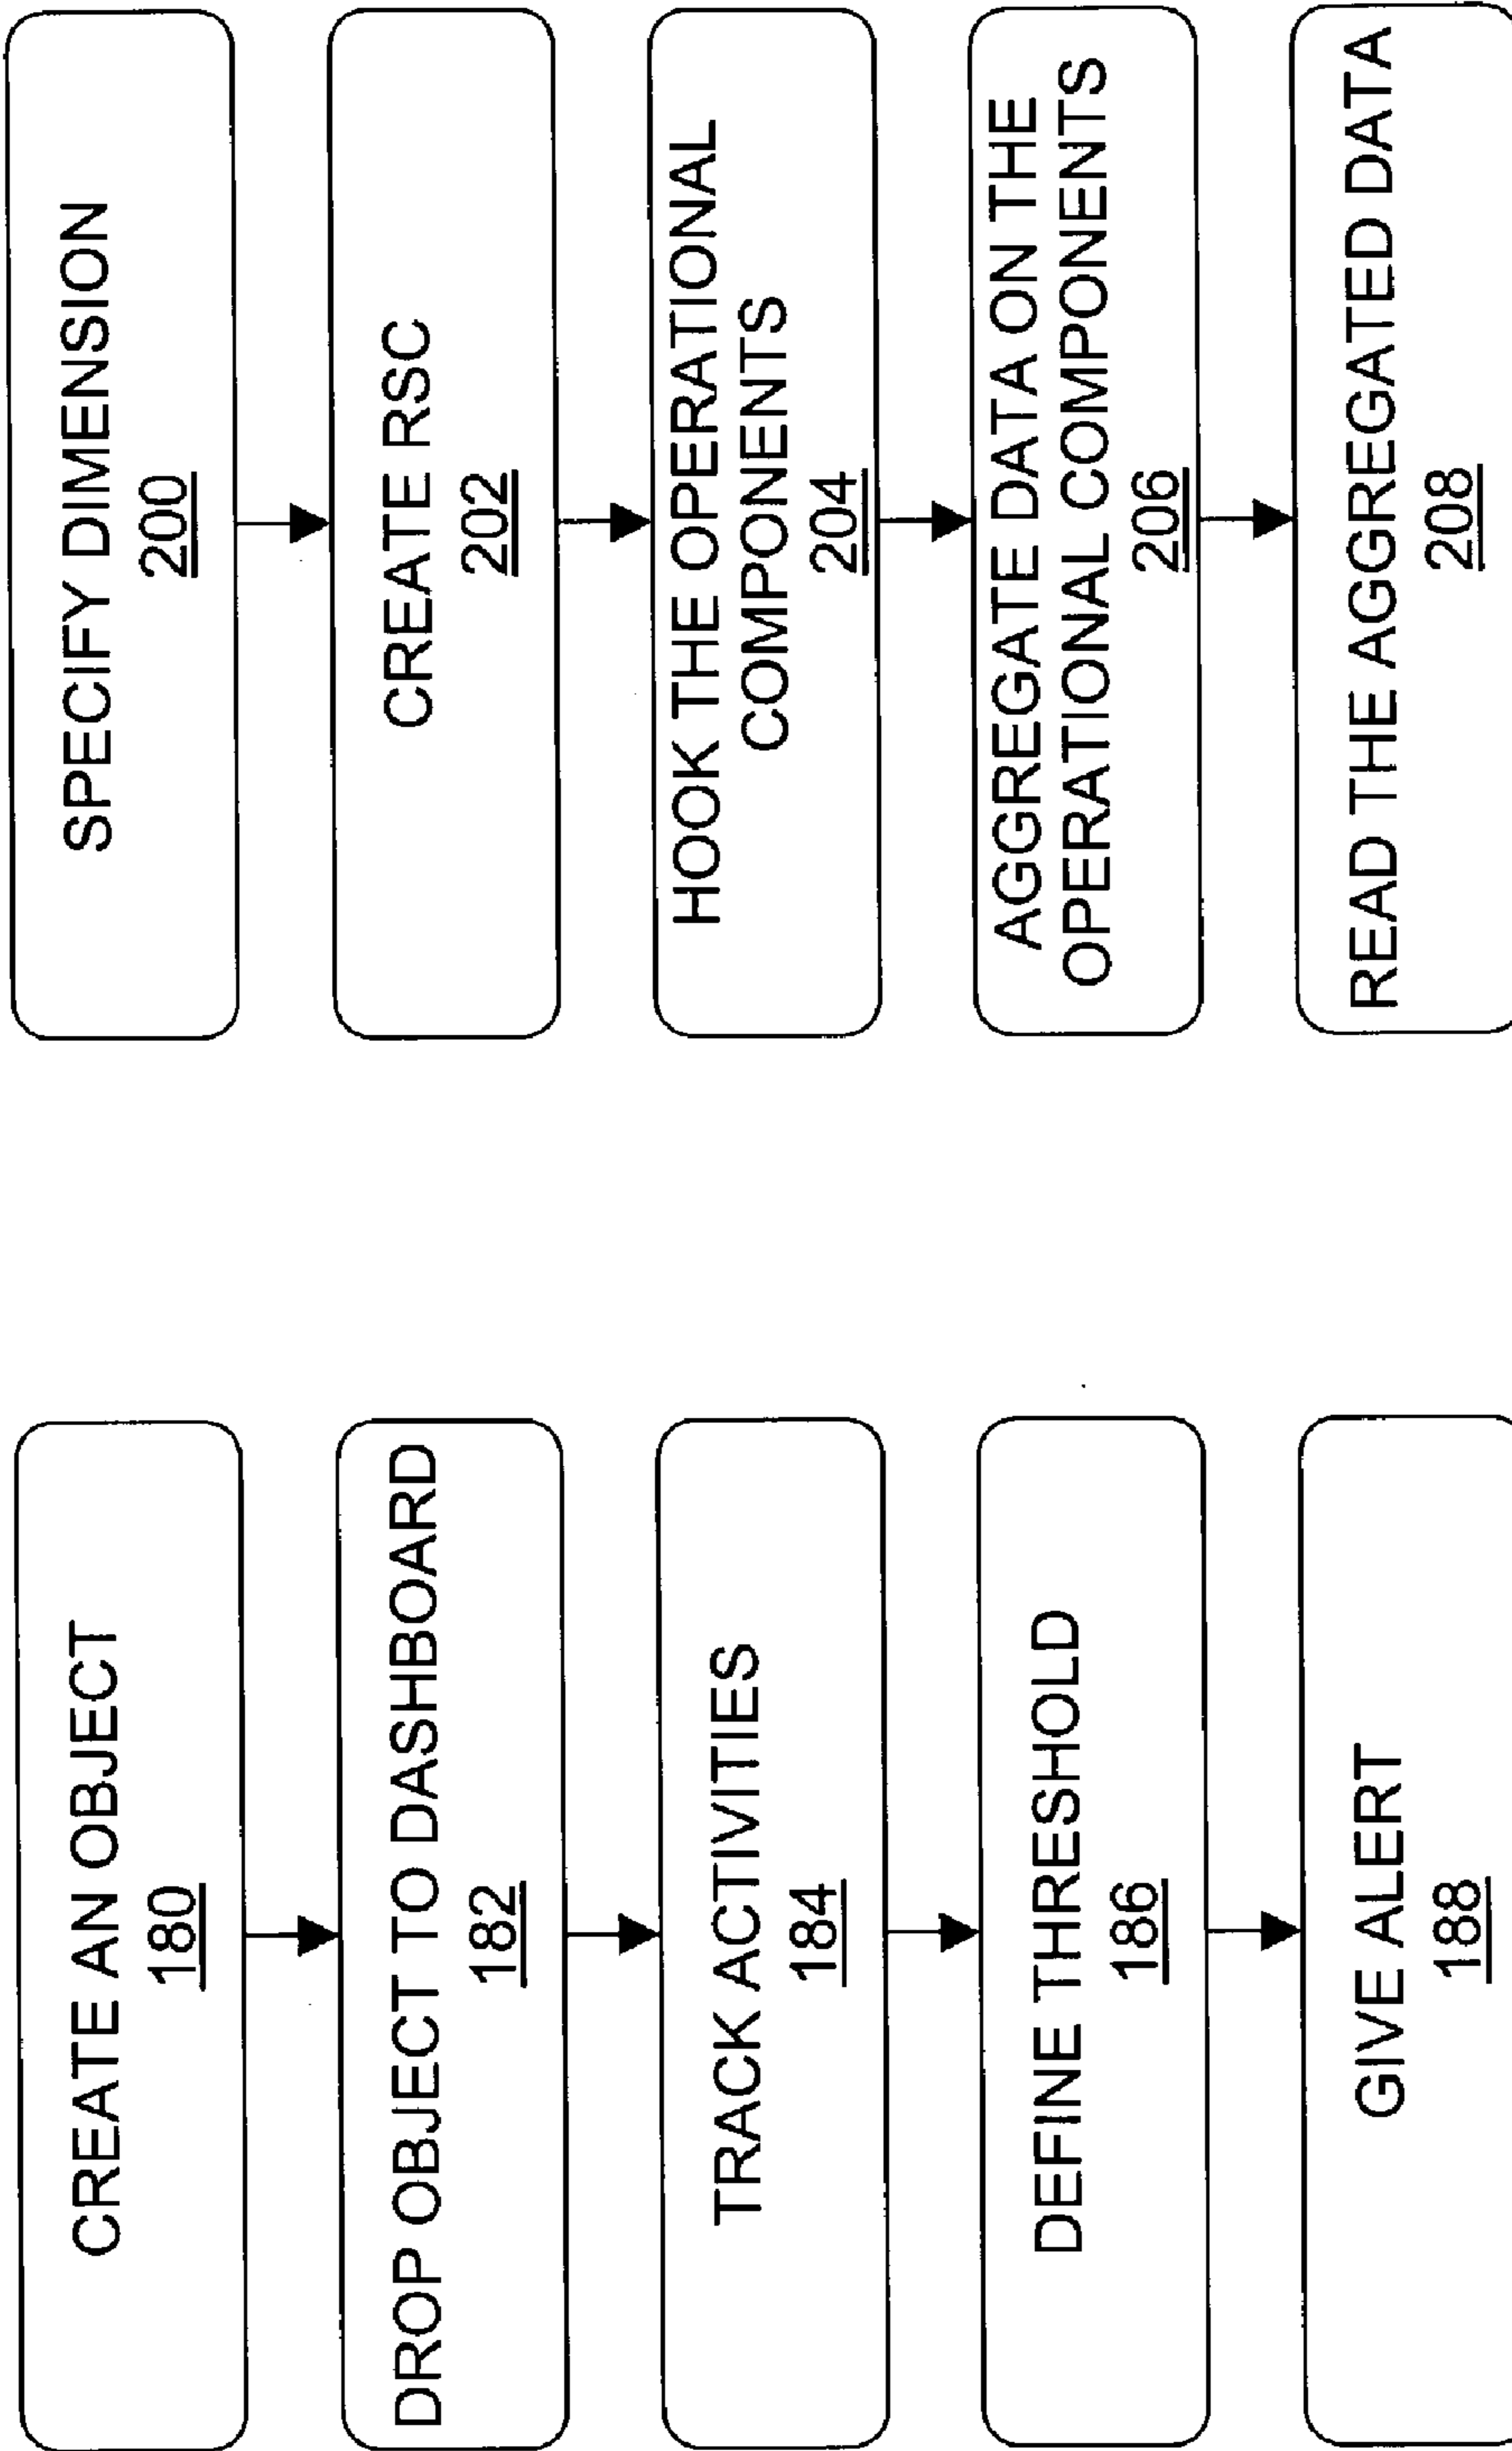 CREATE AN OBJECT
180
DROP OBJECT TO DASHBOARD
182
TRACK ACTIVITIES
184
DEFINE THRESHOLD
186
GIVE ALERT
188
SPECIFY DIMENSION
200
CREATE RSC
202
HOOK THE OPERATIONAL
COMPONENTS
204
AGGREGATE DATA ON THE
OPERATIONAL COMPONENTS
206
READ THE AGGREGATED DATA
208